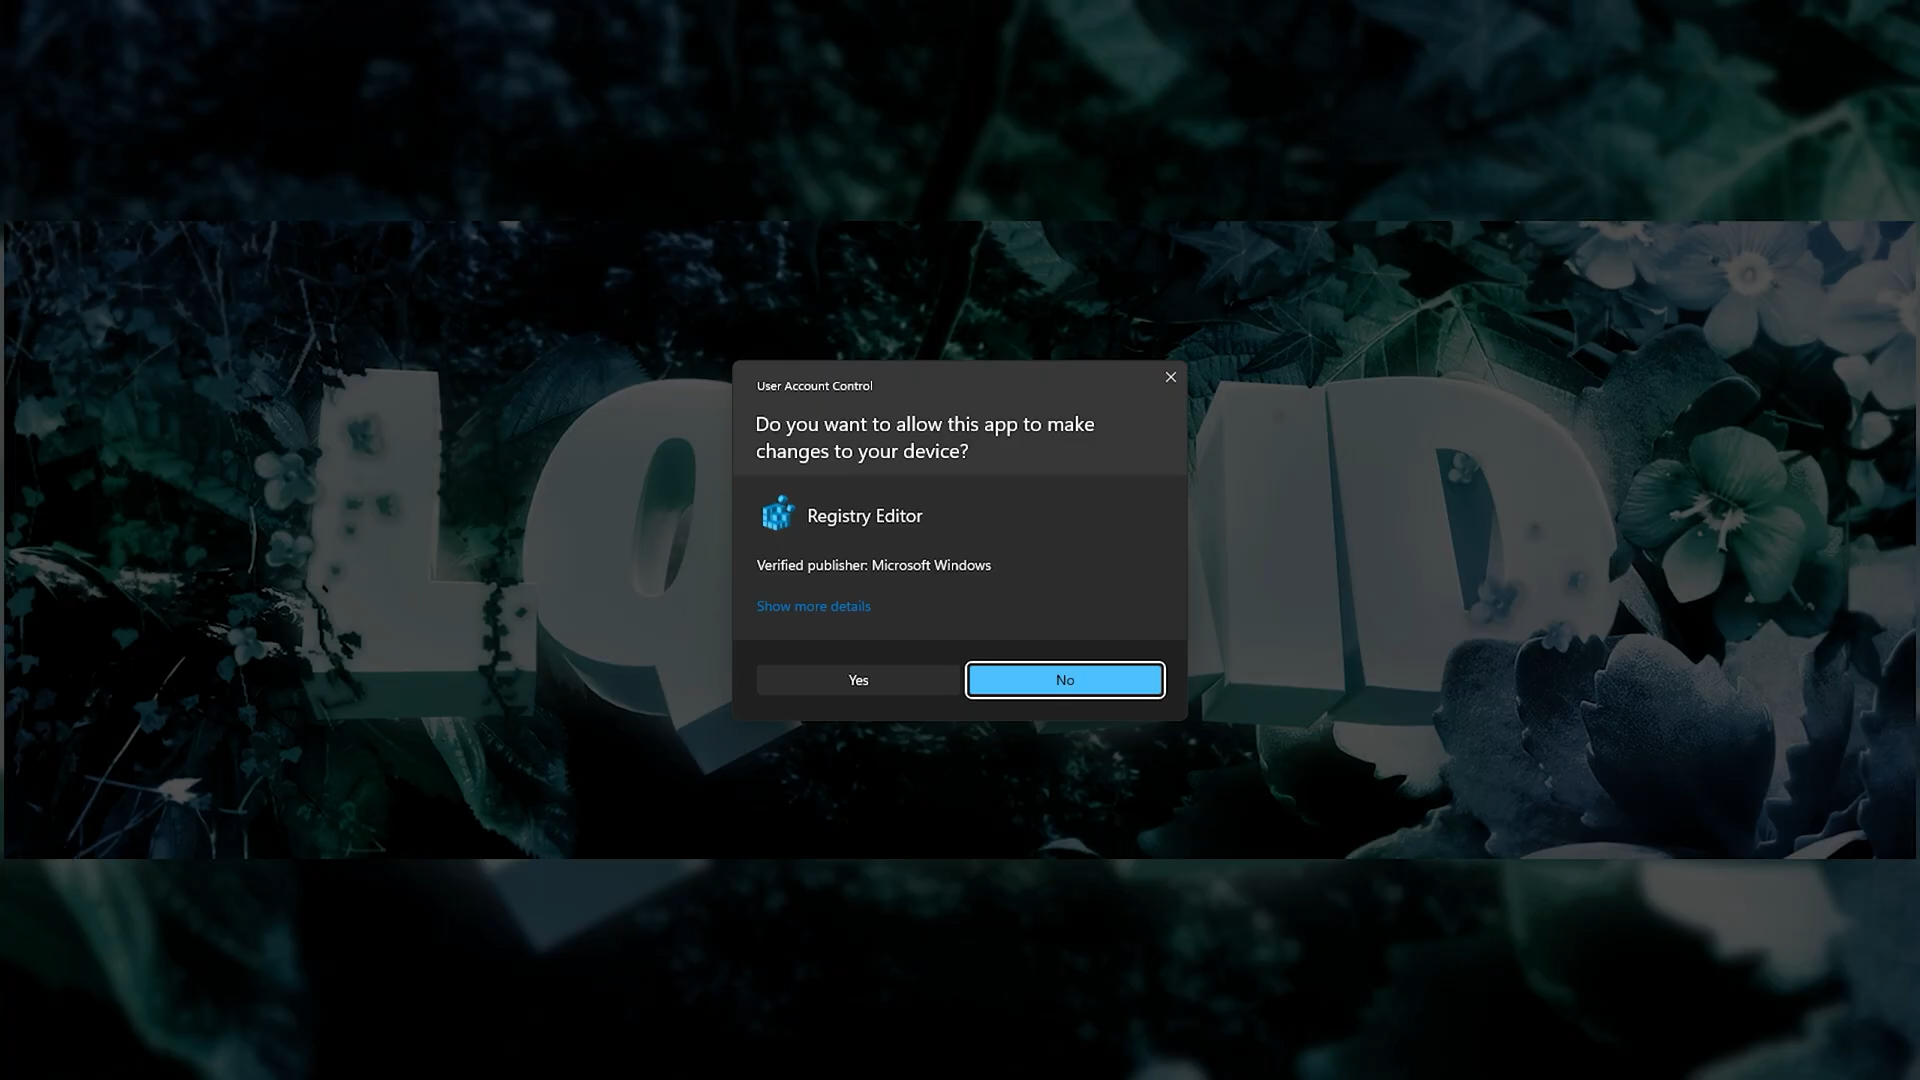 User Account Control
Do you want to allow this app to make
changes to your device?
Registry Editor
Verified publisher: Microsoft Windows
Show more details
Yes
No